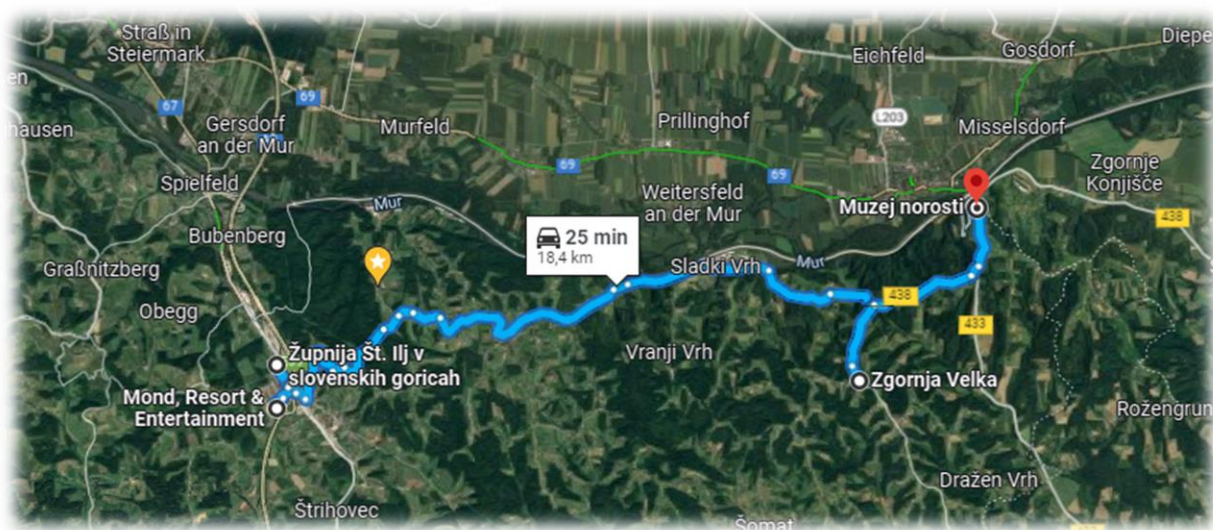 Straß in
Steiermark
Eichfeld
Gosdorf
Diepe
en
67
69
L203
hausen
Gersdorf
an der Mur
Murfeld
Prillinghof
Misselsdorf
69
69
Zgornje
Konjišče
Spielfeld
Mur
Weitersfeld
an der Mur
Muzej norosti
438
Bubenberg
25 min
18,4 km
Graßnitzberg
Sladki Vrh
Mur
438
Obegg
433
Župnija Št. Ilj v
slovenskih goricah
Vranji Vrh
Zgornja Velka
Mond, Resort &
Entertainment
Rožengrun
Dražen Vrh
Štrihovec
Šomat